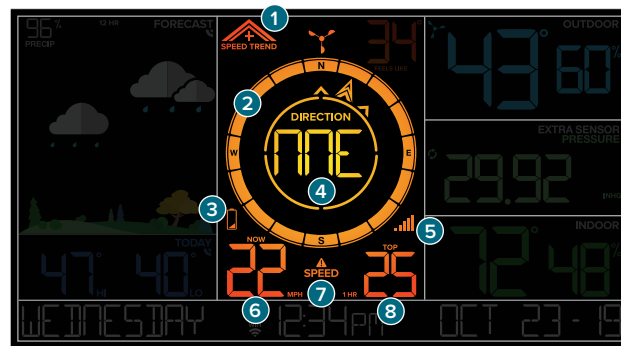 1
96%
PRECIP
12 HR
FORECAST
SPEED TREND
34°
FEELS LIKE
OUTDOOR
43°
60%
2
N
DIRECTION
NNE
W
E
4
S
EXTRA SENSOR
PRESSURE
29.92
INHG
3
5
TODAY
47° HI
40° LO
NOW
22
MPH
6
SPEED
7
1 HR
TOP
25
8
INDOOR
72°
48%
WEDNESDAY
WiFi
12:34PM
OCT 23-19